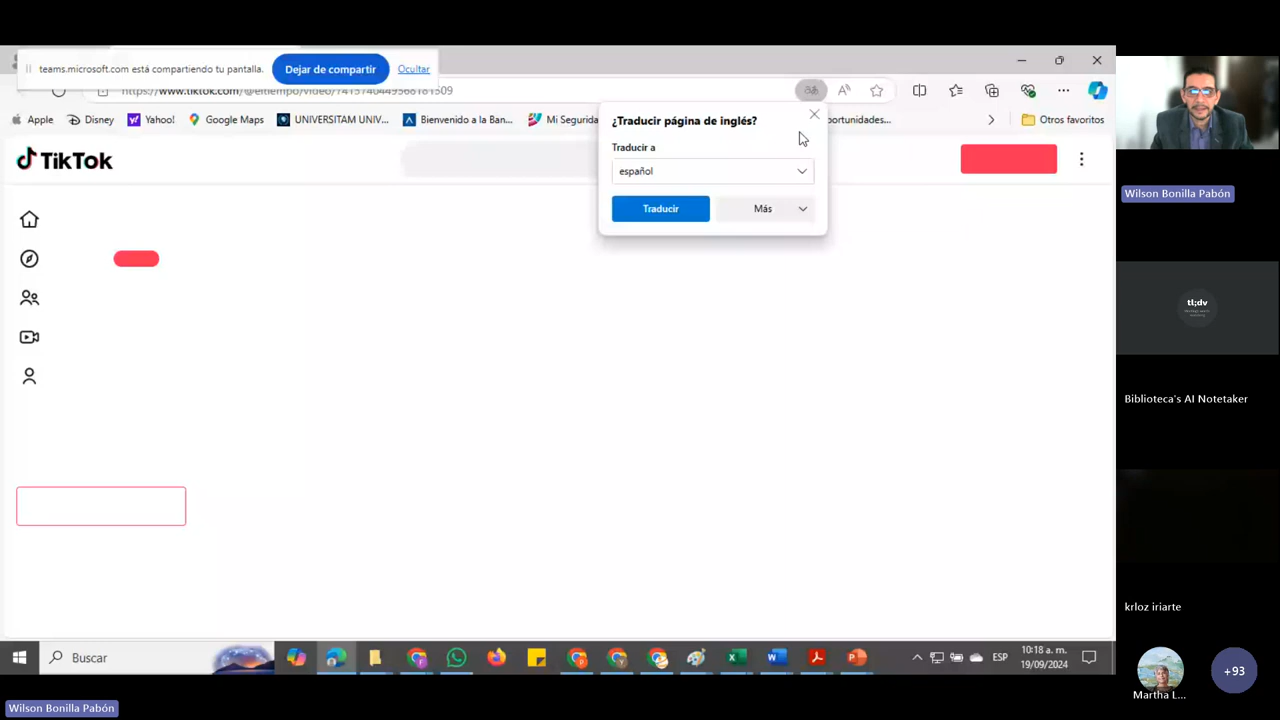 teams.microsoft.com está compartiendo tu pantalla.
Dejar de compartir
Ocultar
Apple
Disney
Yahoo!
Google Maps
UNIVERSITAM UNIV...
Bienvenido a la Ban...
Mi Segurida
portunidades...
Otros favoritos
¿Traducir página de inglés?
Traducir a
español
Traducir
Más
TikTok
Wilson Bonilla Pabón
tl;dv
Biblioteca's AI Notetaker
krloz iriarte
Martha L...
+93
Buscar
ESP
10:18 a. m.
19/09/2024
Wilson Bonilla Pabón